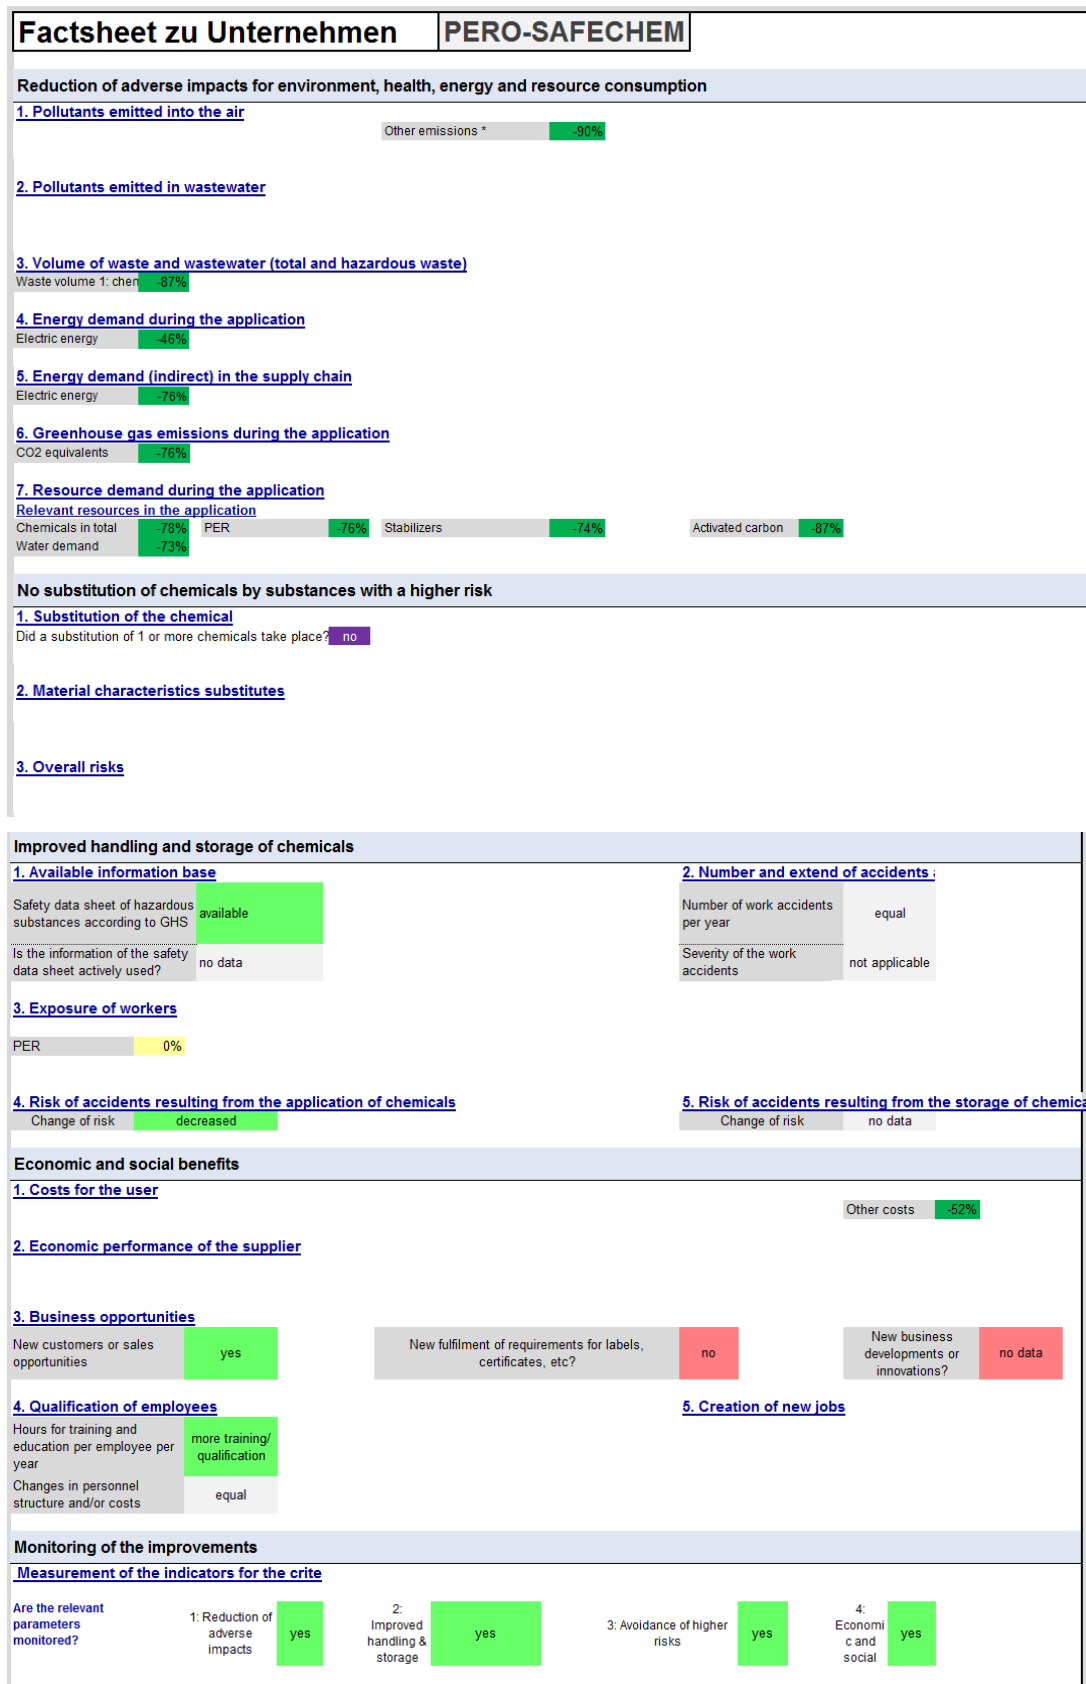 Factsheet zu Unternehmen PERO-SAFECHEM
Reduction of adverse impacts for environment, health, energy and resource consumption
1. Pollutants emitted into the air
Other emissions * -90%
2. Pollutants emitted in wastewater
3. Volume of waste and wastewater (total and hazardous waste)
Waste volume 1: chen -87%
4. Energy demand during the application
Electric energy -46%
5. Energy demand (indirect) in the supply chain
Electric energy -76%
6. Greenhouse gas emissions during the application
CO2 equivalents -76%
7. Resource demand during the application
Relevant resources in the application
Chemicals in total -78% PER -76% Stabilizers -74% Activated carbon -87%
Water demand -73%
No substitution of chemicals by substances with a higher risk
1. Substitution of the chemical
Did a substitution of 1 or more chemicals take place? no
2. Material characteristics substitutes
3. Overall risks
Improved handling and storage of chemicals
1. Available information base
Safety data sheet of hazardous
substances according to GHS
available
Is the information of the safety
data sheet actively used?
no data
2. Number and extend of accidents
Number of work accidents
per year
equal
Severity of the work
accidents
not applicable
3. Exposure of workers
PER 0%
4. Risk of accidents resulting from the application of chemicals
Change of risk decreased
5. Risk of accidents resulting from the storage of chemica
Change of risk no data
Economic and social benefits
1. Costs for the user
Other costs -52%
2. Economic performance of the supplier
3. Business opportunities
New customers or sales
opportunities
yes
New fulfilment of requirements for labels,
certificates, etc?
no
New business
developments or
innovations?
no data
4. Qualification of employees
Hours for training and
education per employee per
year
more training/
qualification
Changes in personnel
structure and/or costs
equal
5. Creation of new jobs
Monitoring of the improvements
Measurement of the indicators for the crite
Are the relevant
parameters
monitored?
1: Reduction of
adverse
impacts
yes
2:
Improved
handling &
storage
yes
3: Avoidance of higher
risks
yes
4:
Economi
c and
social
yes